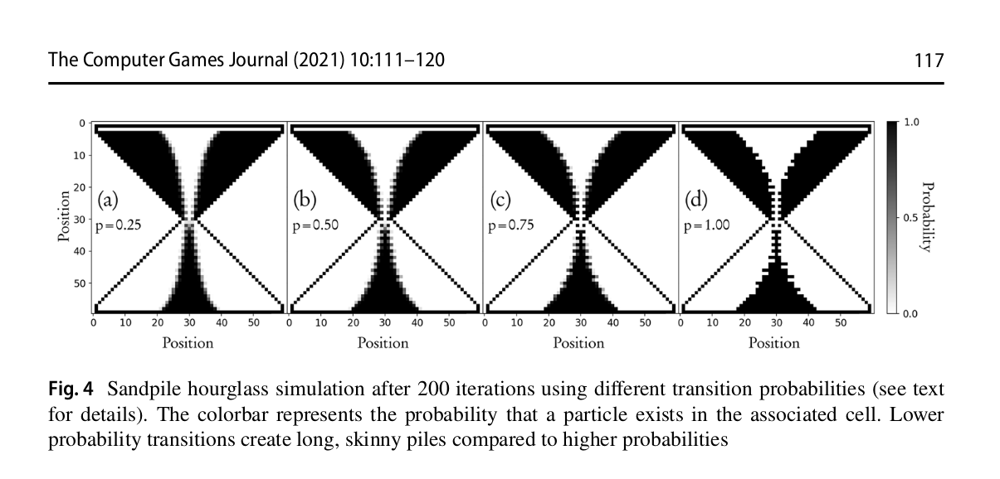 The Computer Games Journal (2021) 10:111–120
117
0
10
20
30
40
50
Position
(a)
p=0.25
(b)
p=0.50
(c)
p=0.75
(d)
p=1.00
1.0
0.5
0.0
Probability
0 10 20 30 40 50 0 10 20 30 40 50 0 10 20 30 40 50 0 10 20 30 40 50
Position Position Position Position
Fig. 4 Sandpile hourglass simulation after 200 iterations using different transition probabilities (see text
for details). The colorbar represents the probability that a particle exists in the associated cell. Lower
probability transitions create long, skinny piles compared to higher probabilities